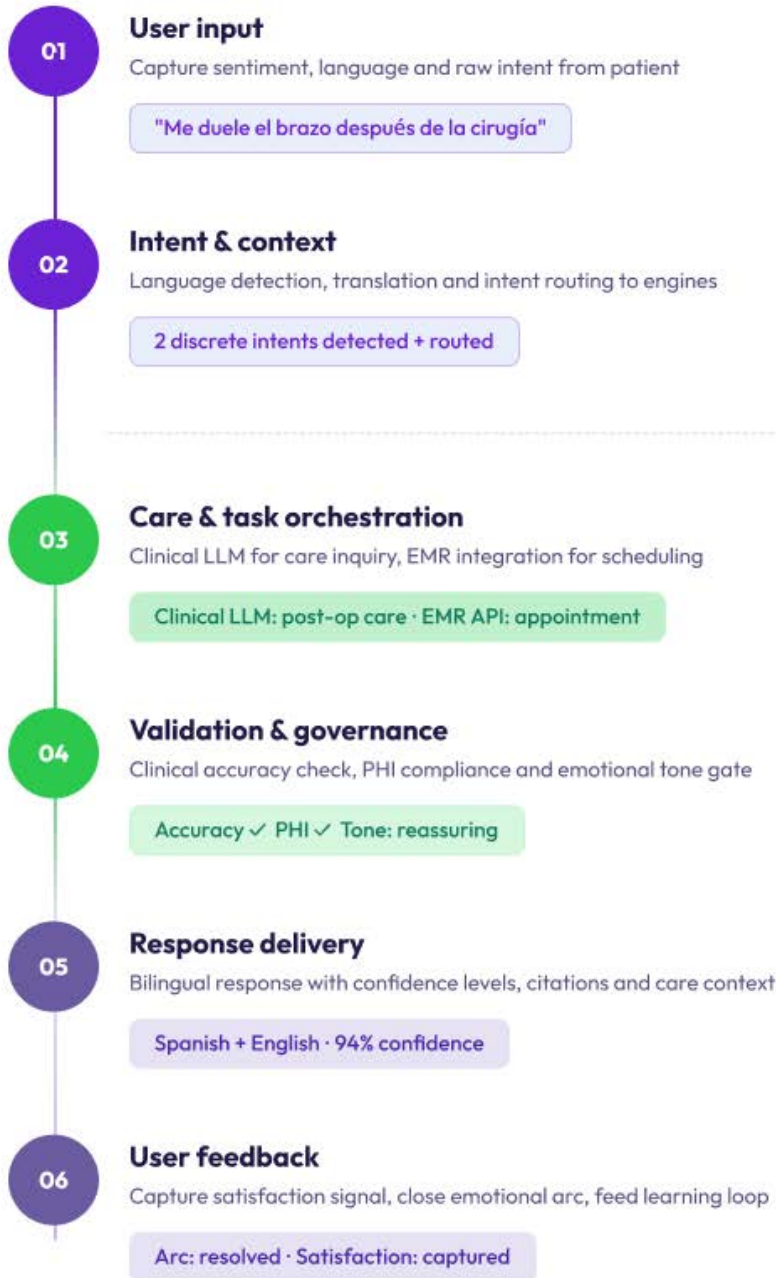 01
User input
Capture sentiment, language and raw intent from patient
"Me duele el brazo después de la cirugía"
02
Intent & context
Language detection, translation and intent routing to engines
2 discrete intents detected + routed
03
Care & task orchestration
Clinical LLM for care inquiry, EMR integration for scheduling
Clinical LLM: post-op care · EMR API: appointment
04
Validation & governance
Clinical accuracy check, PHI compliance and emotional tone gate
Accuracy ✓ PHI ✓ Tone: reassuring
05
Response delivery
Bilingual response with confidence levels, citations and care context
Spanish + English · 94% confidence
06
User feedback
Capture satisfaction signal, close emotional arc, feed learning loop
Arc: resolved · Satisfaction: captured